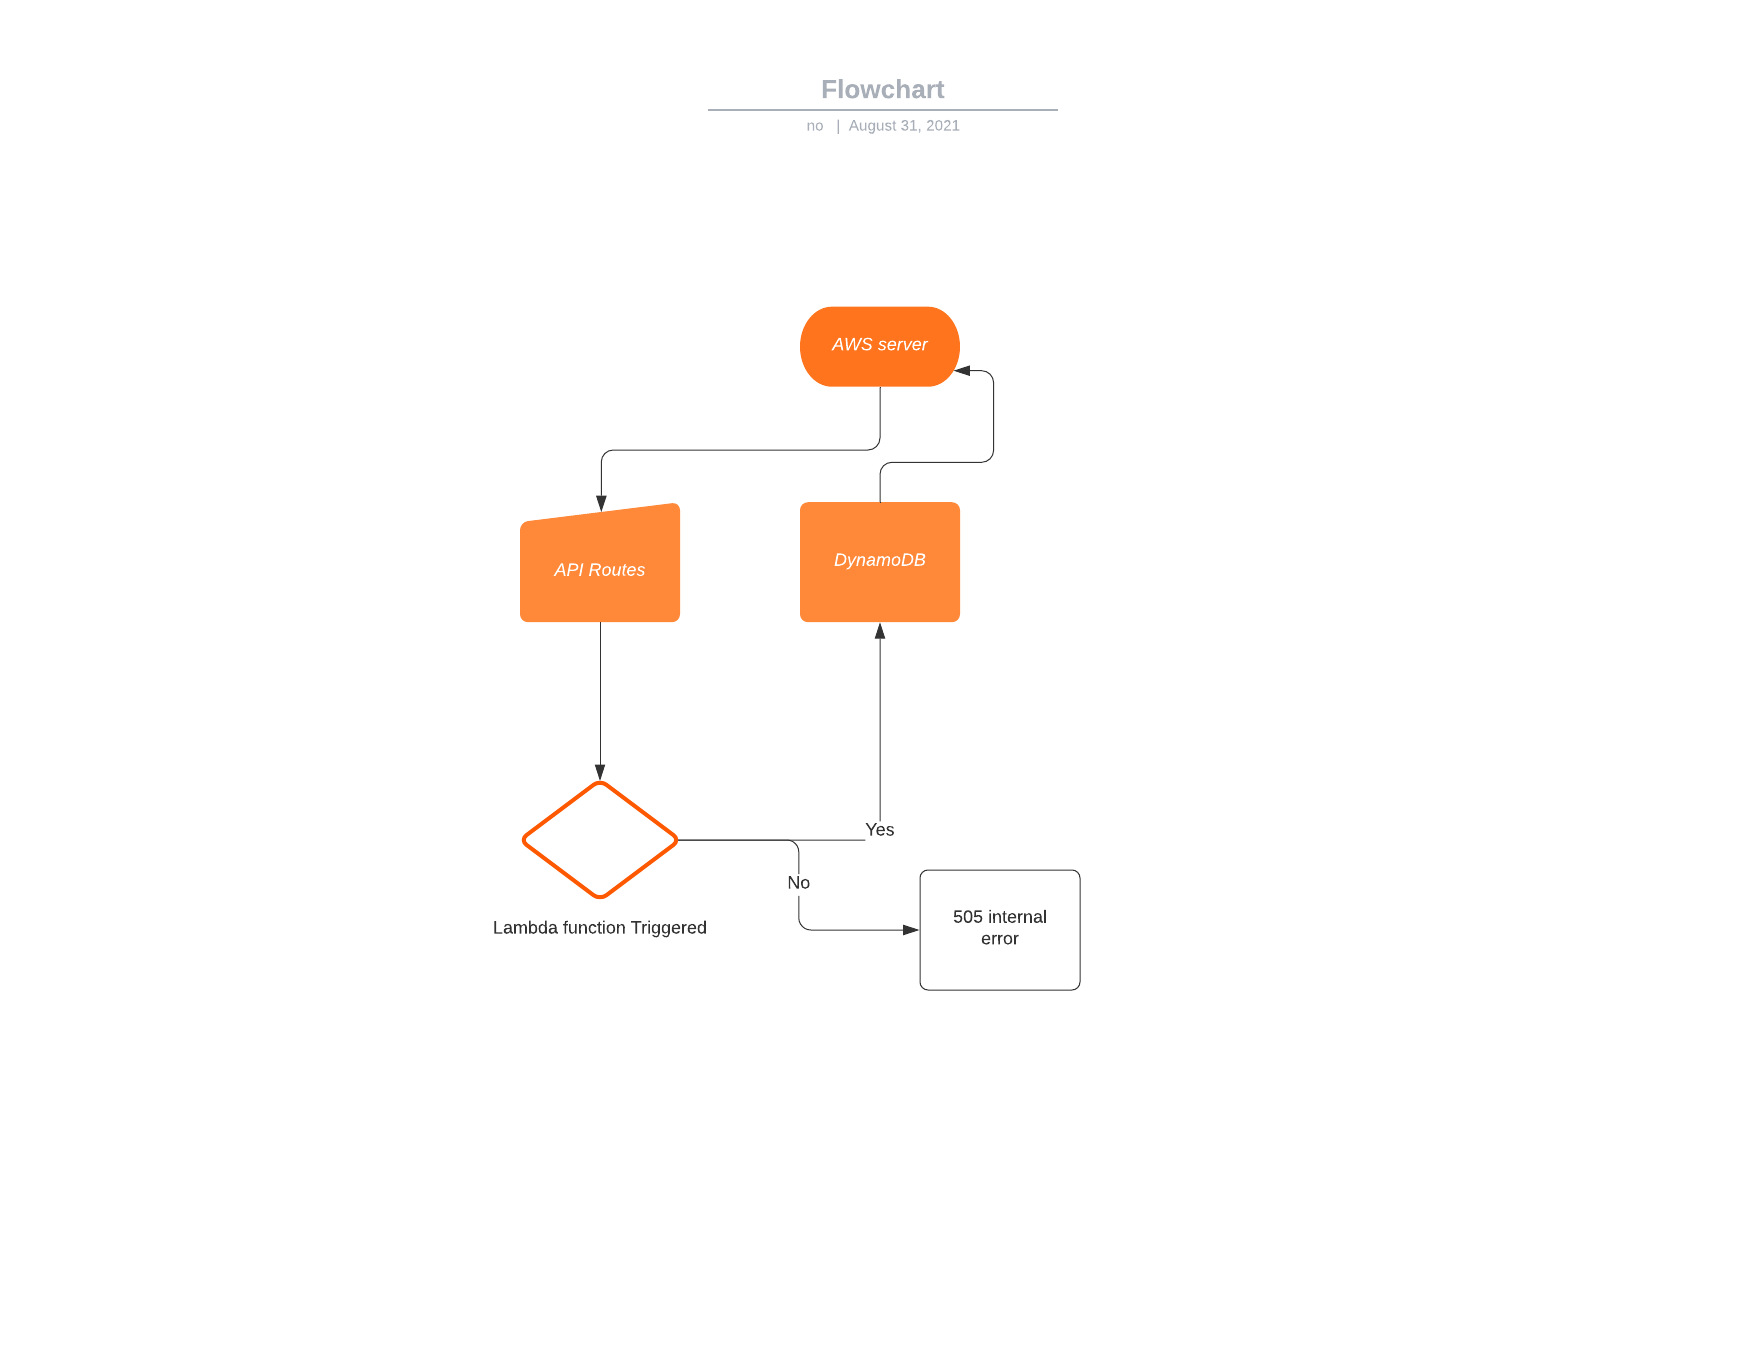 Flowchart
no | August 31, 2021
AWS server
API Routes
DynamoDB
Yes
No
Lambda function Triggered
505 internal
error